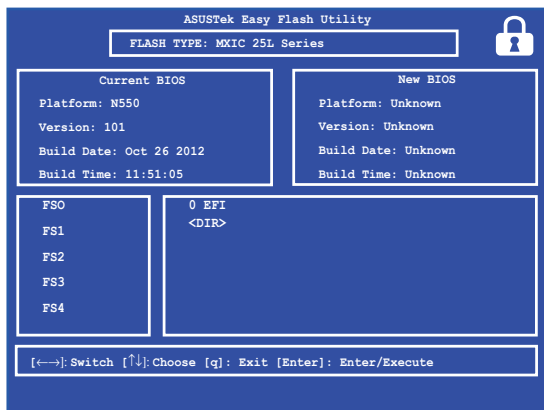 ASUSTek Easy Flash Utility
FLASH TYPE: MXIC 25L Series
Current BIOS
Platform: N550
Version: 101
Build Date: Oct 26 2012
Build Time: 11:51:05
New BIOS
Platform: Unknown
Version: Unknown
Build Date: Unknown
Build Time: Unknown
FSO
FS1
FS2
FS3
FS4
0 EFI
<DIR>
[←→]: Switch [↑↓]: Choose [q]: Exit [Enter]: Enter/Execute